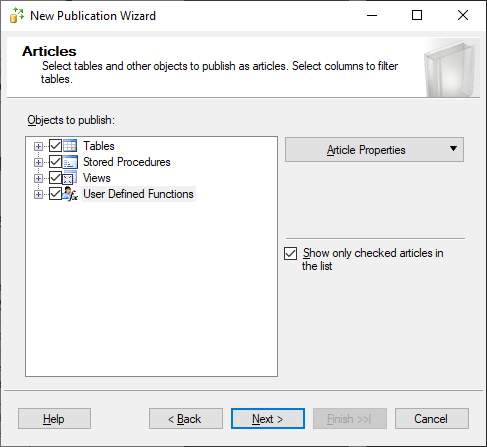 New Publication Wizard
Articles
Select tables and other objects to publish as articles. Select columns to filter
tables.
Objects to publish:
Tables
Stored Procedures
Views
User Defined Functions
Article Properties
Show only checked articles in
the list
Help
< Back
Next >
Finish >>|
Cancel